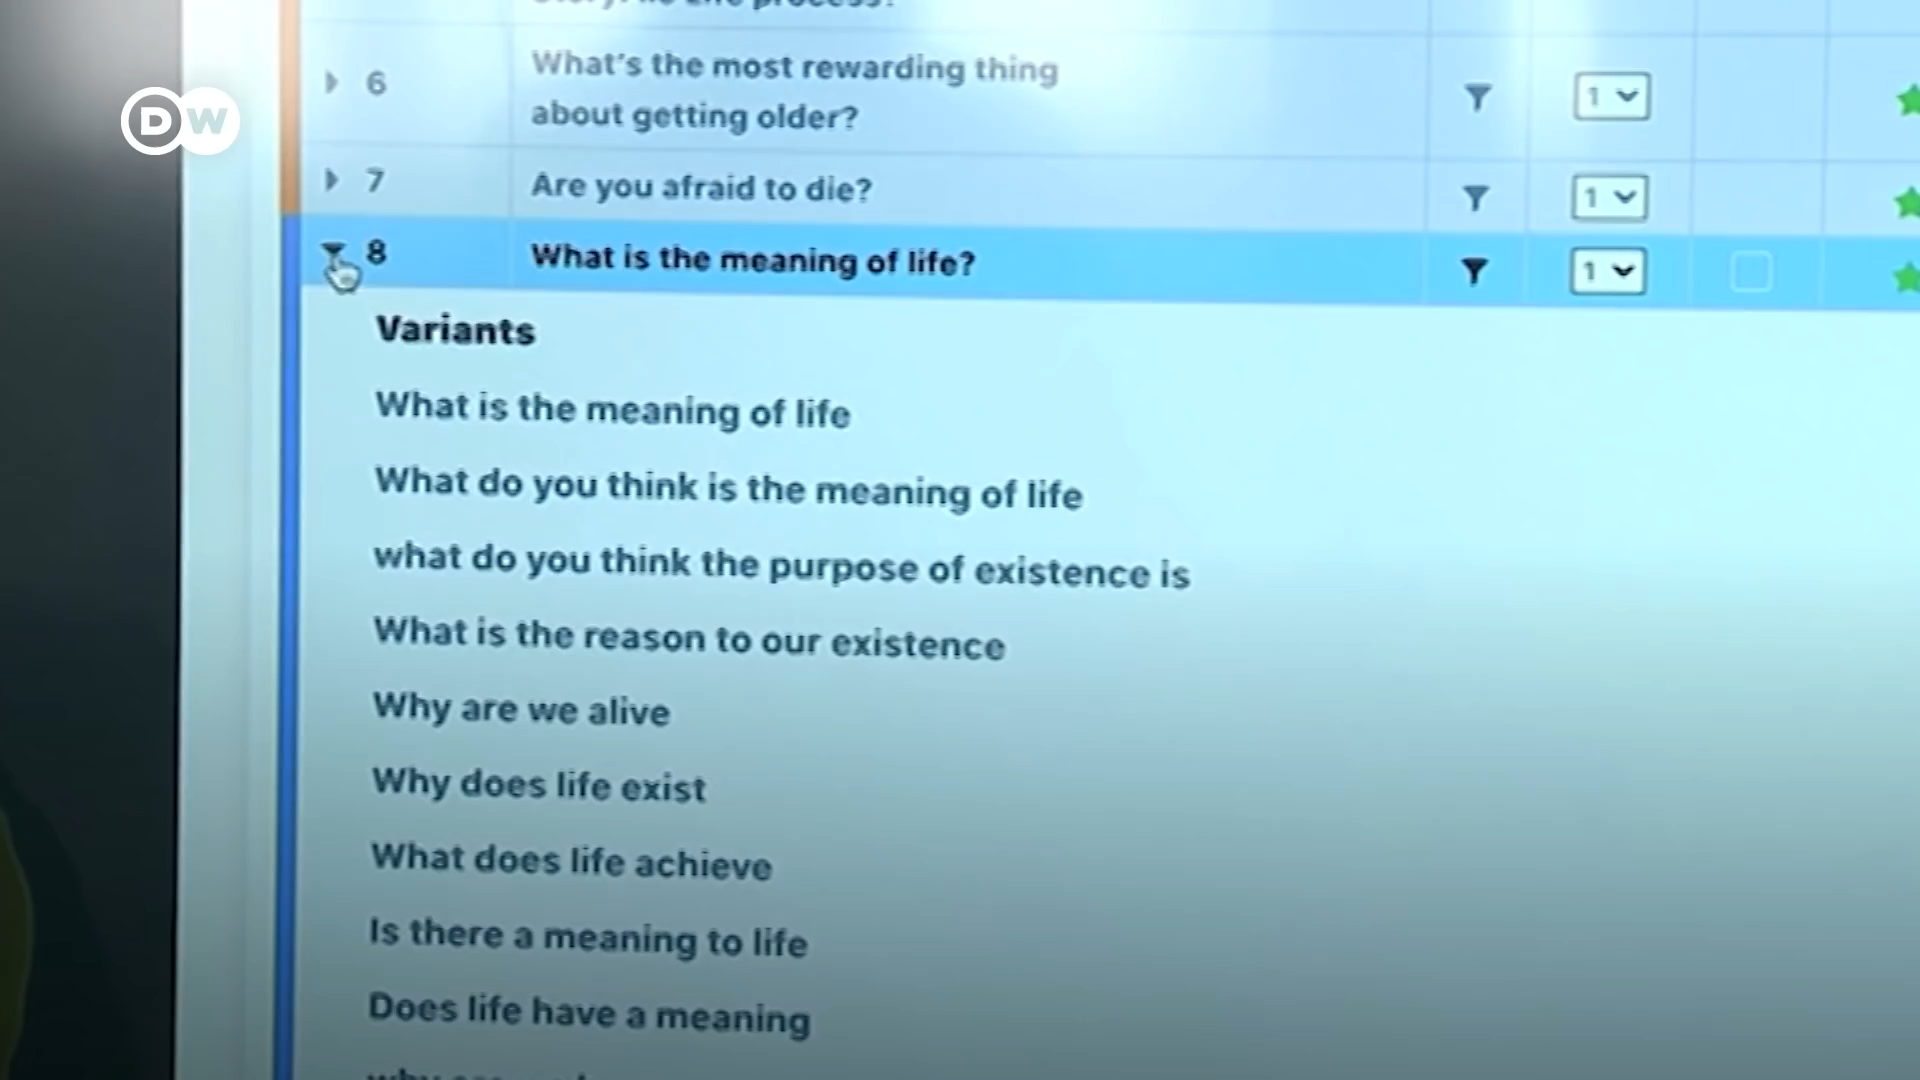 DW
6
What's the most rewarding thing
about getting older?
1
7
Are you afraid to die?
1
8
What is the meaning of life?
1
Variants
What is the meaning of life
What do you think is the meaning of life
what do you think the purpose of existence is
What is the reason to our existence
Why are we alive
Why does life exist
What does life achieve
Is there a meaning to life
Does life have a meaning